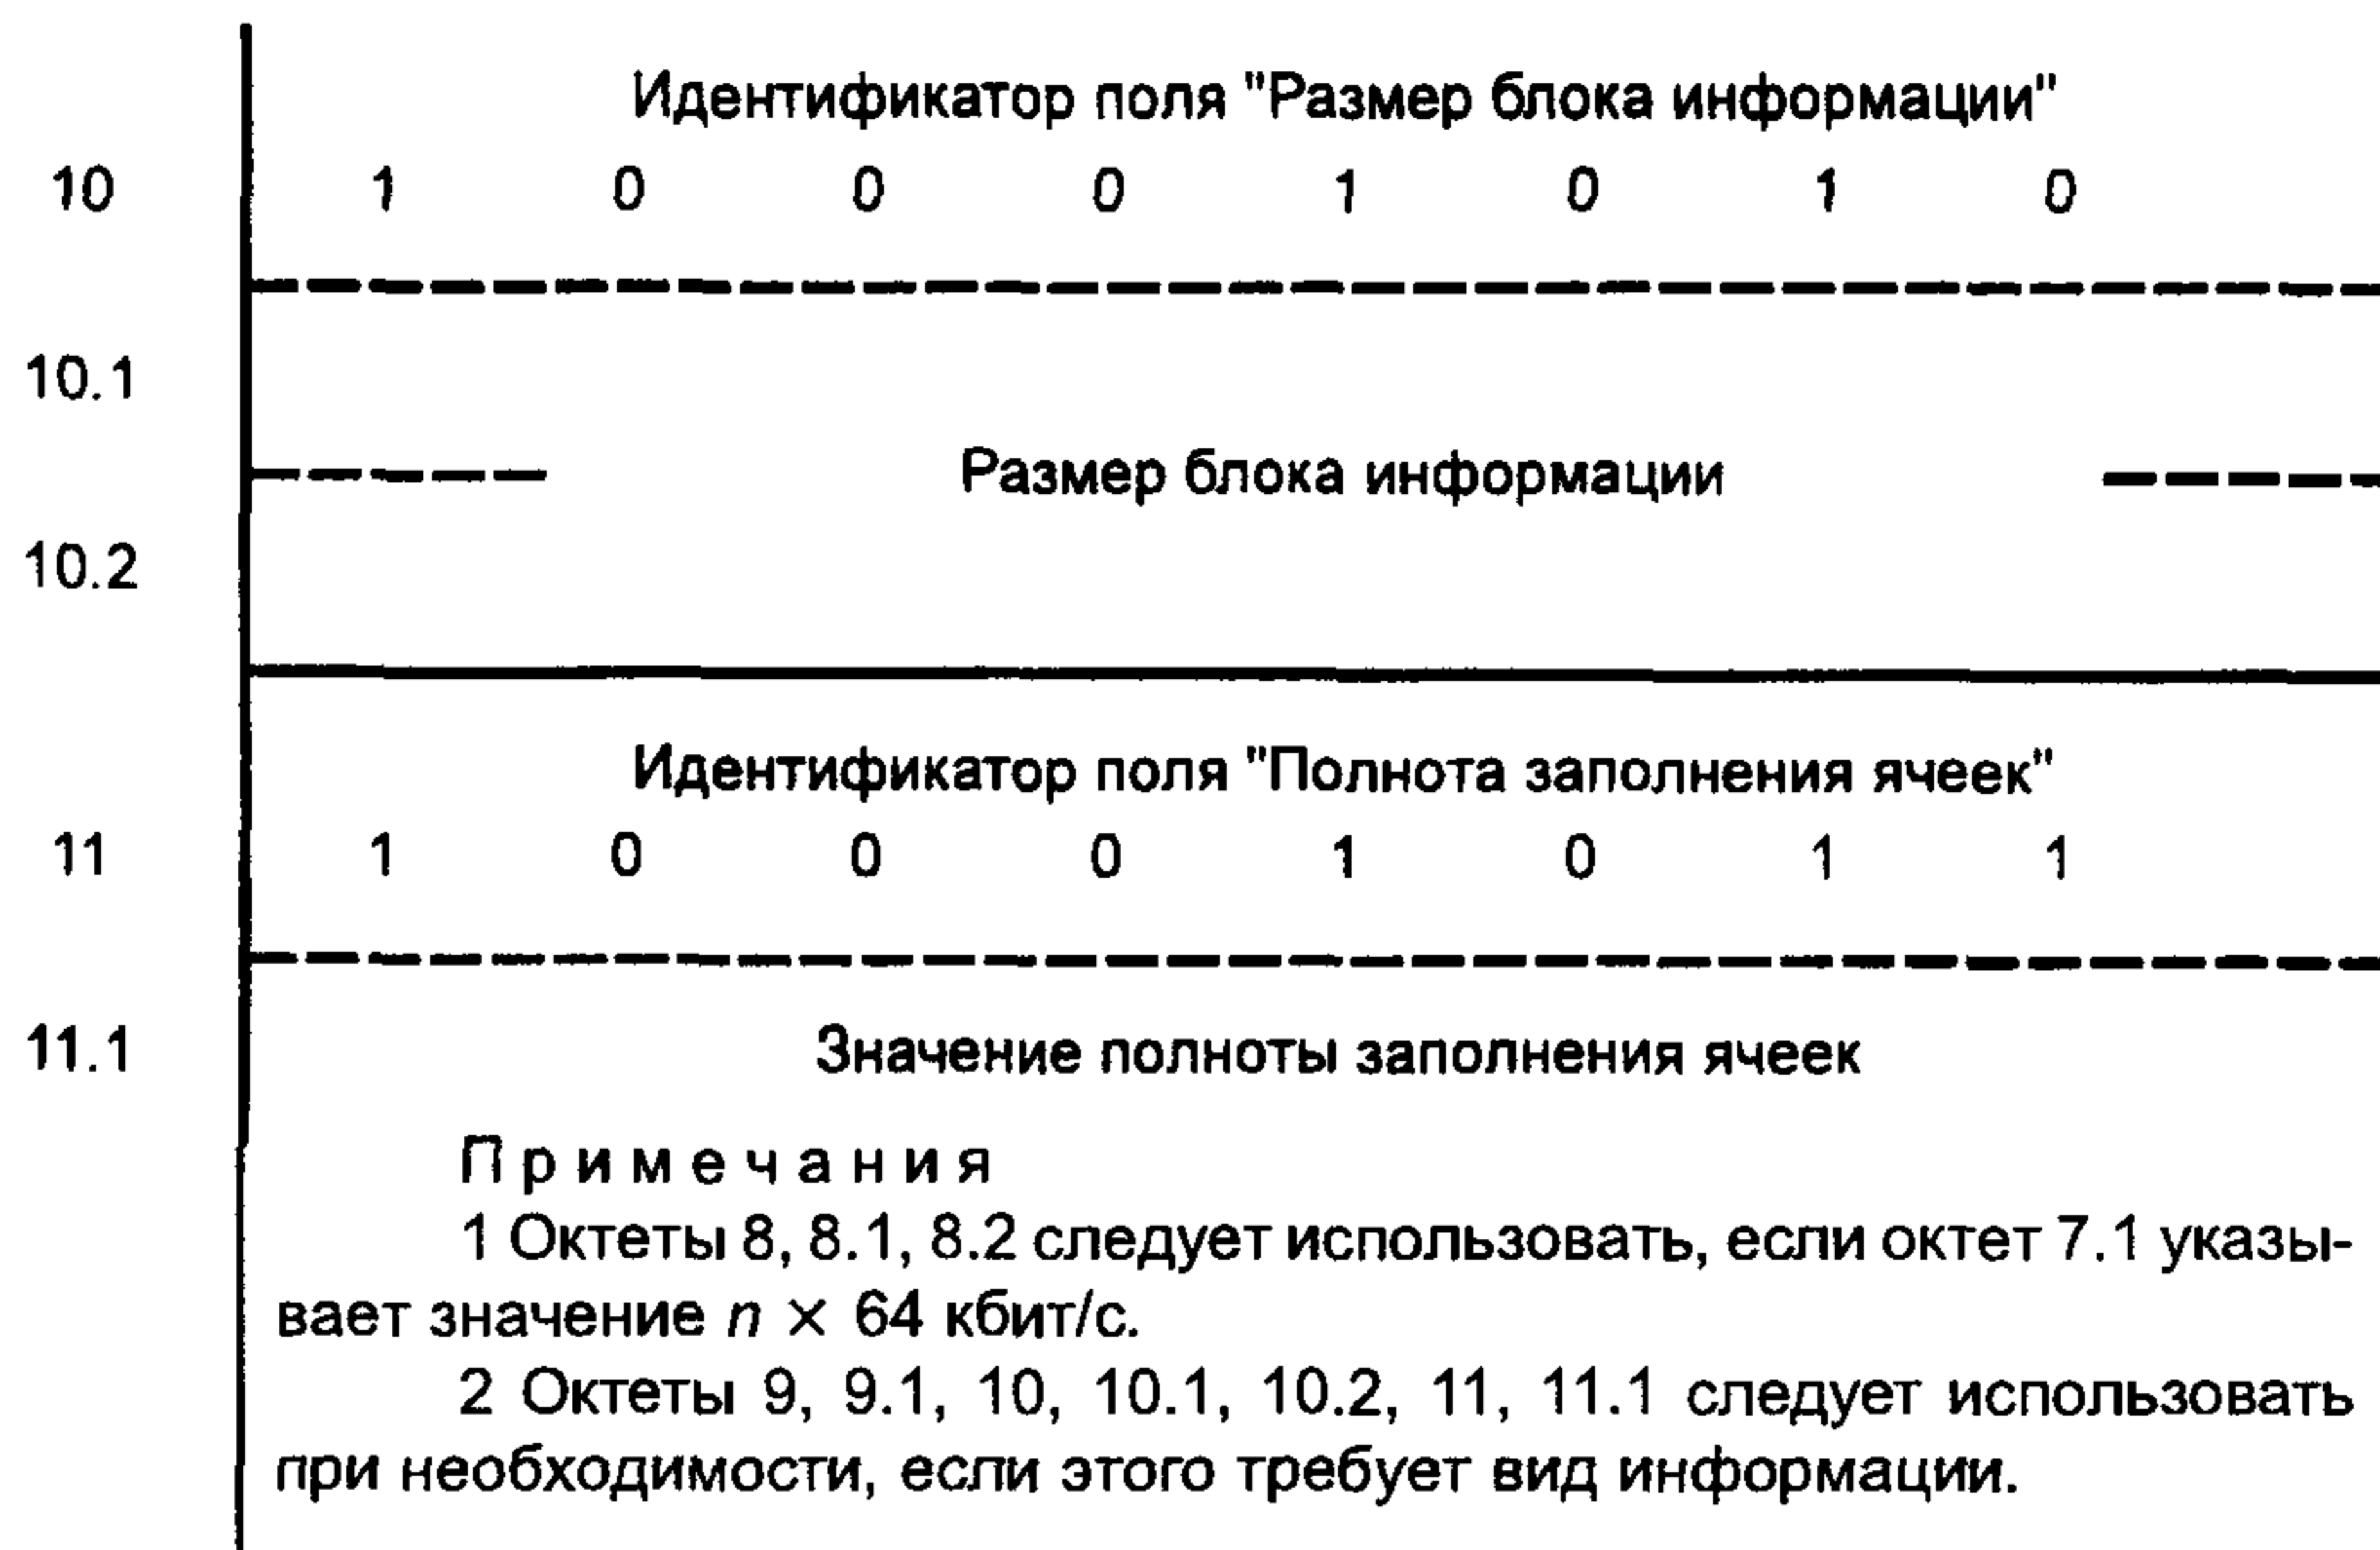 Идентификатор поля "Размер блока информации"
10 1 0 0 0 1 0 1 0
10.1
Размер блока информации
10.2
Идентификатор поля "Полнота заполнения ячеек"
11 1 0 0 0 1 0 1 1
11.1 Значение полноты заполнения ячеек
Примечания
1 Октеты 8, 8.1, 8.2 следует использовать, если октет 7.1 указы-
вает значение n × 64 кбит/с.
2 Октеты 9, 9.1, 10, 10.1, 10.2, 11, 11.1 следует использовать
при необходимости, если этого требует вид информации.